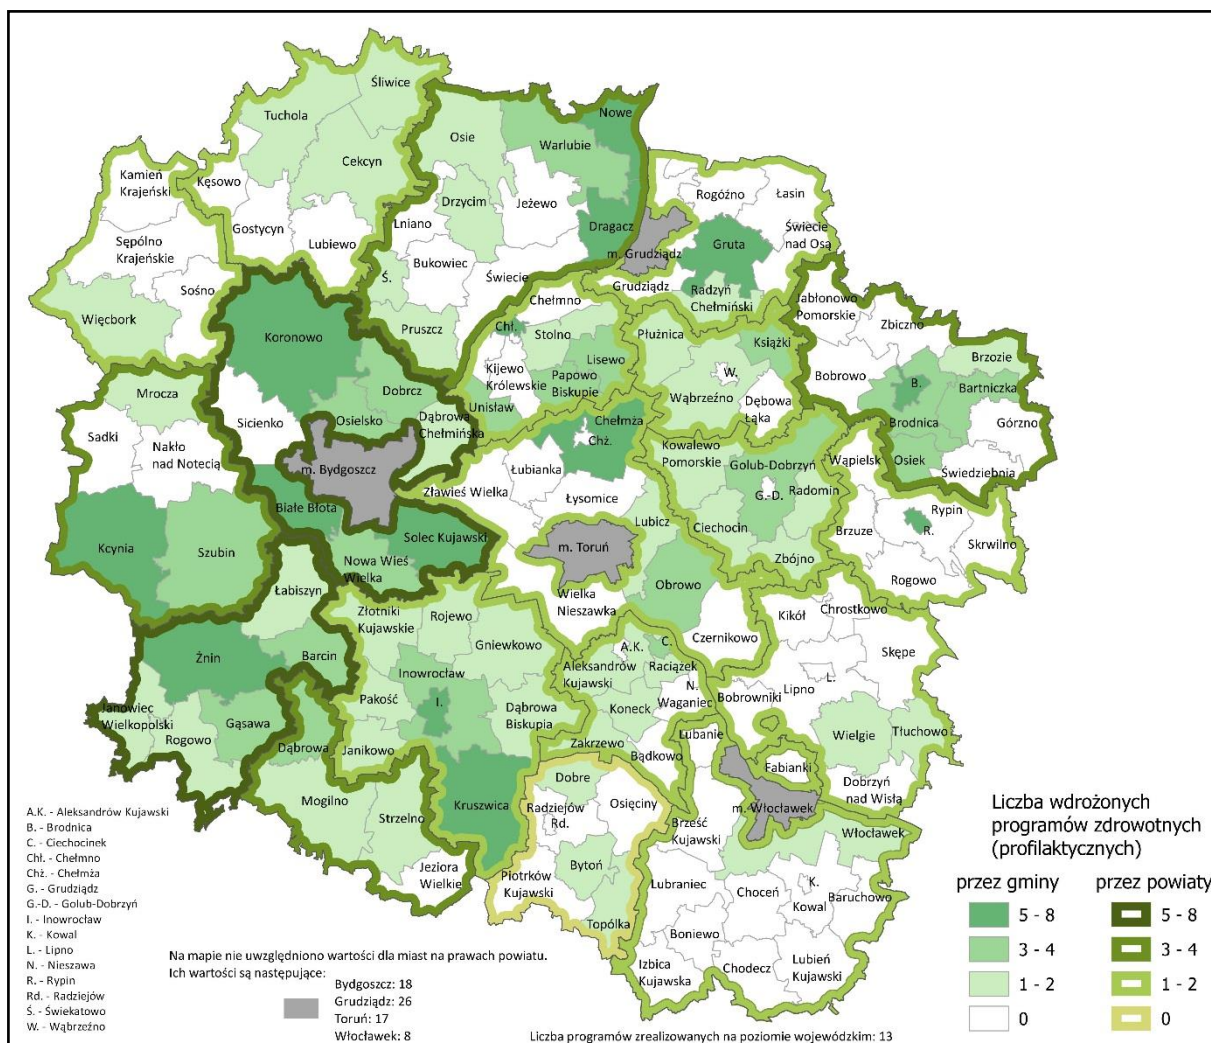 Śliwice
Tuchola
Cekcyn
Kamień
Krajeński
Kęsowo
Gostycyn
Lubiewo
Sępólno
Krajeńskie
Sośno
Więcbork
Nowe
Osie
Warlubie
Drzycim
Jeżewo
Lniano
Dragacz
Bukowiec
Świecie
Ś.
Pruszcz
Rogóźno
Łasin
Świecie
nad Osą
Gruta
m. Grudziądz
Grudziądz
Radzyń
Chełmiński
Chełmno
Chł.
Stolno
Lisewo
Kijewo
Królewskie
Papowo
Biskupie
Unisław
Płużnica
Książki
W.
Wąbrzeźno
Dębowa
Łąka
Jabłonowo
Pomorskie
Zbiczno
Brzozie
Bobrowo
B.
Bartniczka
Brodnica
Górzno
Osiek
Świedziebnia
Koronowo
Dobrcz
Osielsko
Sicienko
Dąbrowa
Chełmińska
m. Bydgoszcz
Białe Błota
Solec Kujawski
Nowa Wieś
Wielka
Mrocza
Sadki
Nakło
nad Notecią
Kcynia
Szubin
Chełmża
Chż.
Łubianka
Zławieś Wielka
Łysomice
Lubicz
m. Toruń
Wielka
Nieszawka
Obrowo
Czernikowo
Kowalewo
Pomorskie
Golub-Dobrzyń
G.-D.
Radomin
Ciechocin
Zbójno
Wąpielsk
Rypin
R.
Brzuze
Skrwilno
Rogowo
Łabiszyn
Żnin
Barcin
Janowiec
Wielkopolski
Rogowo
Gąsawa
Złotniki
Kujawskie
Rojewo
Gniewkowo
Inowrocław
I.
Pakość
Dąbrowa
Biskupia
Janikowo
Kruszwica
Dąbrowa
Mogilno
Strzelno
Jeziora
Wielkie
A.K.
C.
Aleksandrów
Kujawski
Raciążek
N.
Waganiec
Koneck
Zakrzewo
Bądkowo
Kikół
Chrostkowo
Skępe
L.
Lipno
Bobrowniki
Wielgie
Tłuchowo
Dobrzyń
nad Wisłą
Dobre
Radziejów
Rd.
Osięciny
Bytoń
Piotrków
Kujawski
Topólka
Lubanie
Fabianki
m. Włocławek
Brześć
Kujawski
Włocławek
Lubraniec
Choceń
K.
Kowal
Baruchowo
Boniewo
Izbica
Kujawska
Chodecz
Lubień
Kujawski
A.K. - Aleksandrów Kujawski
B. - Brodnica
C. - Ciechocinek
Chł. - Chełmno
Chż. - Chełmża
G. - Grudziądz
G.-D. - Golub-Dobrzyń
I. - Inowrocław
K. - Kowal
L. - Lipno
N. - Nieszawa
R. - Rypin
Rd. - Radziejów
Ś. - Świekatowo
W. - Wąbrzeźno
Na mapie nie uwzględniono wartości dla miast na prawach powiatu.
Ich wartości są następujące:
Bydgoszcz: 18
Grudziądz: 26
Toruń: 17
Włocławek: 8
Liczba programów zrealizowanych na poziomie wojewódzkim: 13
Liczba wdrożonych
programów zdrowotnych
(profilaktycznych)
przez gminy przez powiaty
5 - 8 5 - 8
3 - 4 3 - 4
1 - 2 1 - 2
0 0